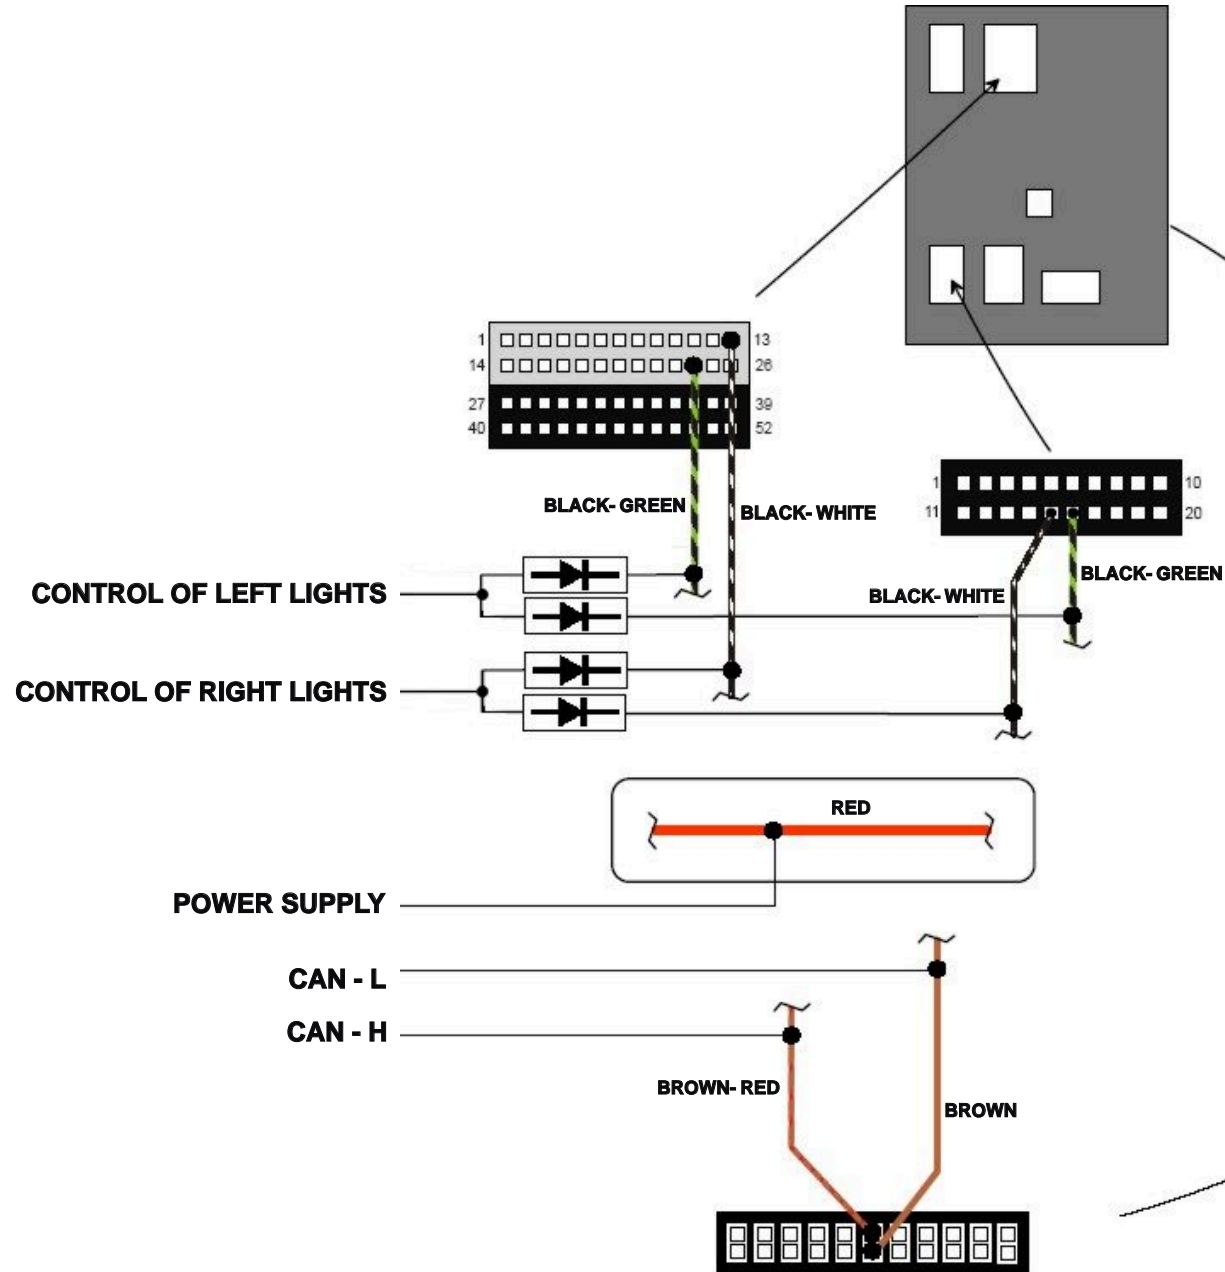 1
13
14
26
27
39
40
52
1
10
11
20
BLACK- GREEN
BLACK- WHITE
BLACK- GREEN
BLACK- WHITE
CONTROL OF LEFT LIGHTS
CONTROL OF RIGHT LIGHTS
RED
POWER SUPPLY
CAN - L
CAN - H
BROWN- RED
BROWN